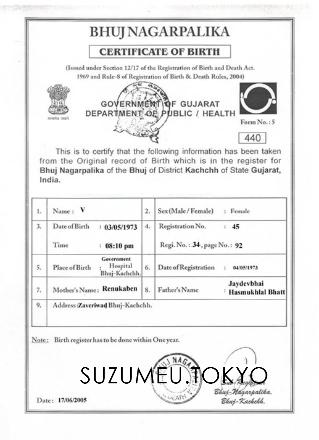 BHUJ NAGARPALIKA
CERTIFICATE OF BIRTH
(Issued under Section 12/17 of the Registration of Birth and Death Act.
1969 and Rule-8 of Registration of Birth & Death Rules, 2004)
GOVERNMENT OF GUJARAT
DEPARTMENT OF PUBLIC / HEALTH
Form No : 5
440
This is to certify that the following information has been taken
from the Original record of Birth which is in the register for
Bhuj Nagarpalika of the Bhuj of District Kachchh of State Gujarat,
India.
1. Name : V
2. Sex (Male / Female) : Female
3. Date of Birth : 03/05/1973
Time : 08:10 pm
4. Registration No. : 45
Regi. No : 34, page No : 92
5. Place of Birth : Government Hospital Bhuj-Kachchh.
6. Date of Registration : 04/05/1973
7. Mother's Name : Renukaben
8. Father's Name : Jaydevbhai Hasmukhlal Bhatt
9. Address (Zaveriwad) Bhuj-Kachchh.
Note : Birth register has to be done within One year.
SUZUMEU.TOKYO
Bhuj-Nagarpalika,
Bhuj-Kachchh.
Date : 17/06/2005